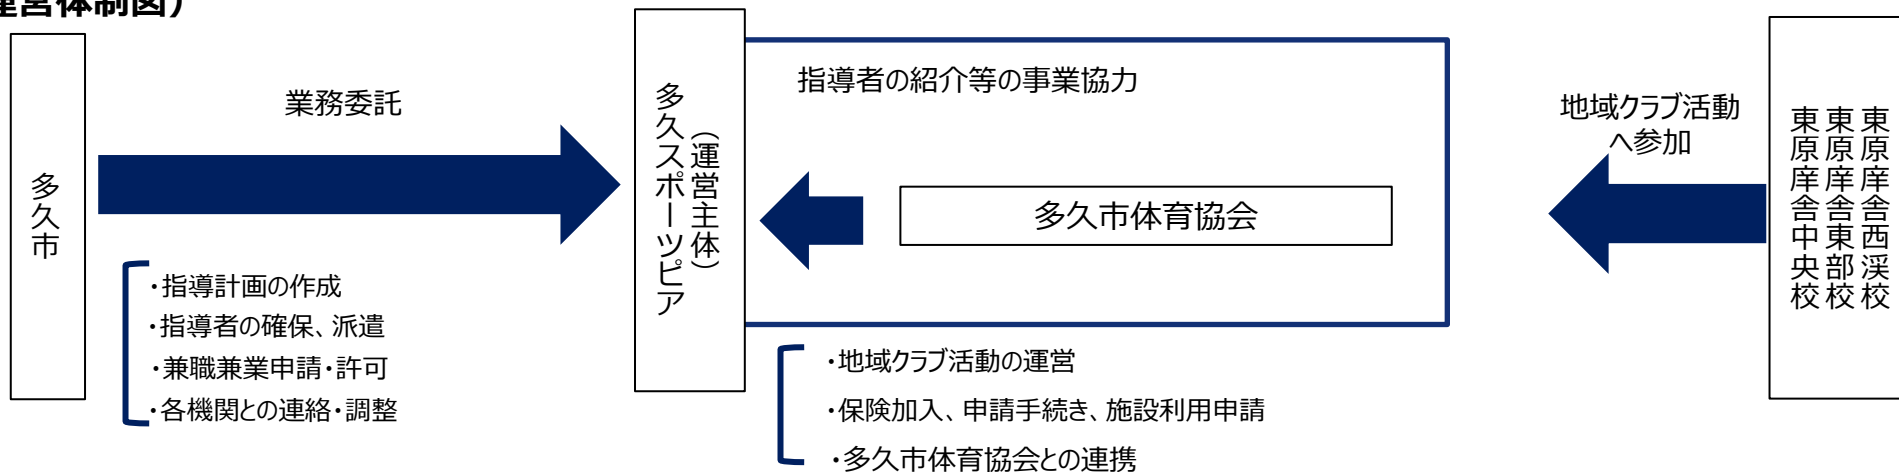 運営体制図）
多久市
業務委託
・指導計画の作成
・指導者の確保、派遣
・兼職兼業申請・許可
・各機関との連絡・調整
多久スポーツピア
（運営主体）
指導者の紹介等の事業協力
多久市体育協会
・地域クラブ活動の運営
・保険加入、申請手続き、施設利用申請
・多久市体育協会との連携
地域クラブ活動
へ参加
東原庠舎西渓校
東原庠舎東部校
東原庠舎中央校